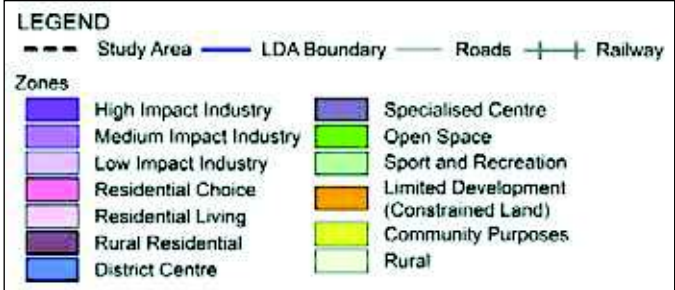 LEGEND
Study Area LDA Boundary Roads Railway
Zones
High Impact Industry
Medium Impact Industry
Low Impact Industry
Residential Choice
Residential Living
Rural Residential
District Centre
Specialised Centre
Open Space
Sport and Recreation
Limited Development
(Constrained Land)
Community Purposes
Rural